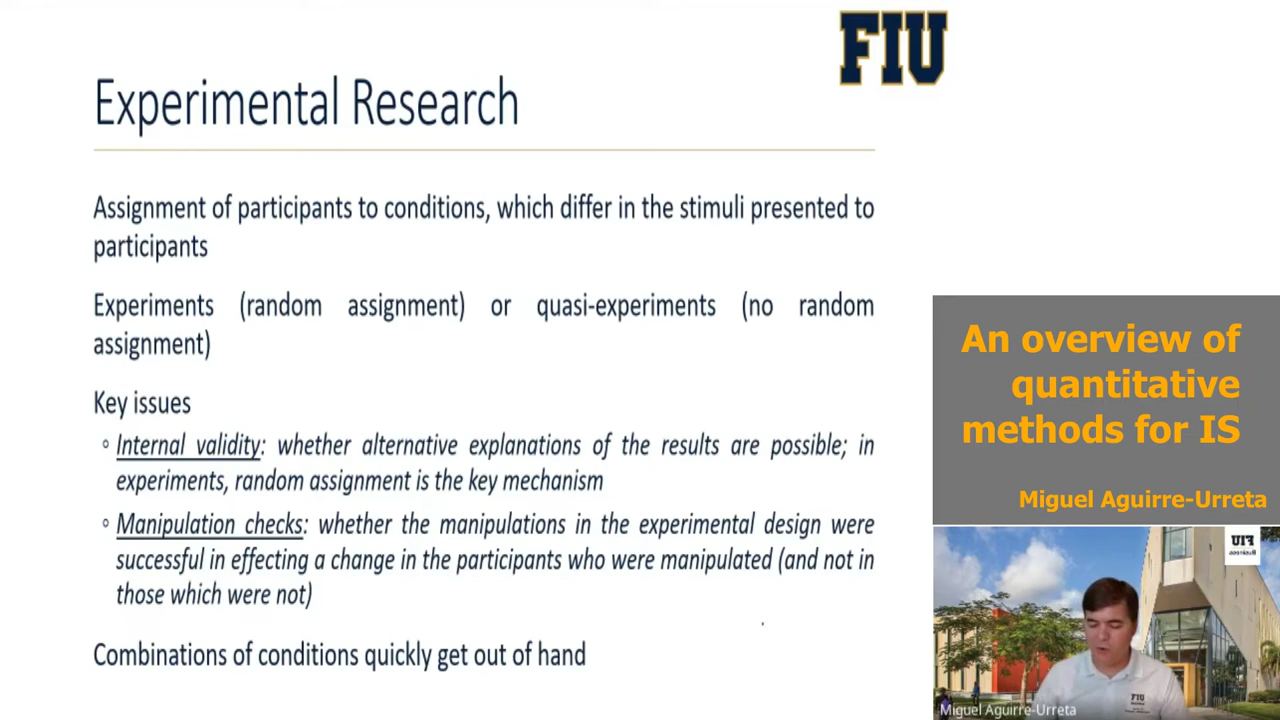 FIU
Experimental Research
Assignment of participants to conditions, which differ in the stimuli presented to
participants
Experiments (random assignment) or quasi-experiments (no random
assignment)
Key issues
◦ Internal validity: whether alternative explanations of the results are possible; in
experiments, random assignment is the key mechanism
◦ Manipulation checks: whether the manipulations in the experimental design were
successful in effecting a change in the participants who were manipulated (and not in
those which were not)
Combinations of conditions quickly get out of hand
An overview of
quantitative
methods for IS
Miguel Aguirre-Urreta
FIU
Business
FIU
Miguel Aguirre-Urreta